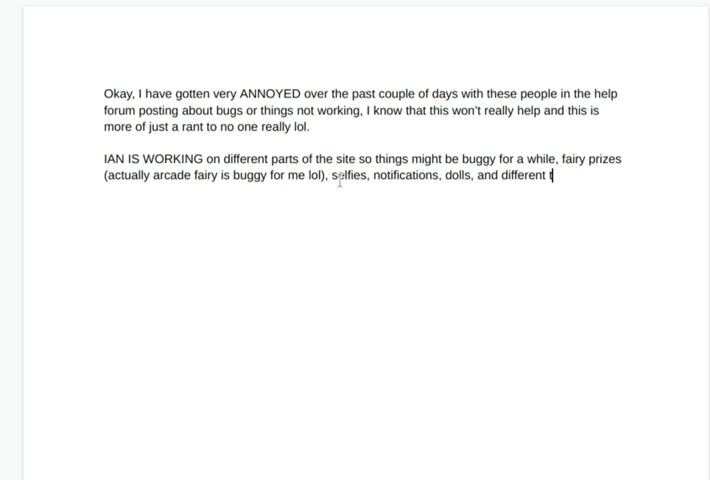 Okay, I have gotten very ANNOYED over the past couple of days with these people in the help
forum posting about bugs or things not working, I know that this won't really help and this is
more of just a rant to no one really lol.
IAN IS WORKING on different parts of the site so things might be buggy for a while, fairy prizes
(actually arcade fairy is buggy for me lol), selfies, notifications, dolls, and different t